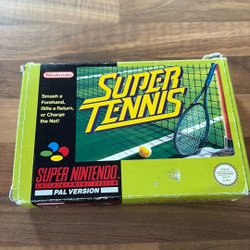 Nintendo
Smash a
Forehand,
Rifle a Return,
or Charge
the Net!
SUPER
TENNIS
SUPER NINTENDO
ENTERTAINMENT SYSTEM
PAL VERSION